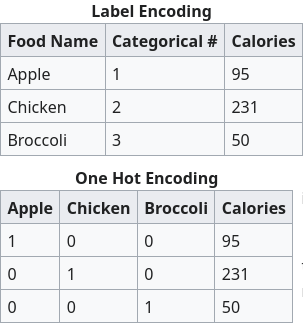 Label Encoding
Food Name Categorical # Calories
Apple 1 95
Chicken 2 231
Broccoli 3 50
One Hot Encoding
Apple Chicken Broccoli Calories
1 0 0 95
0 1 0 231
0 0 1 50